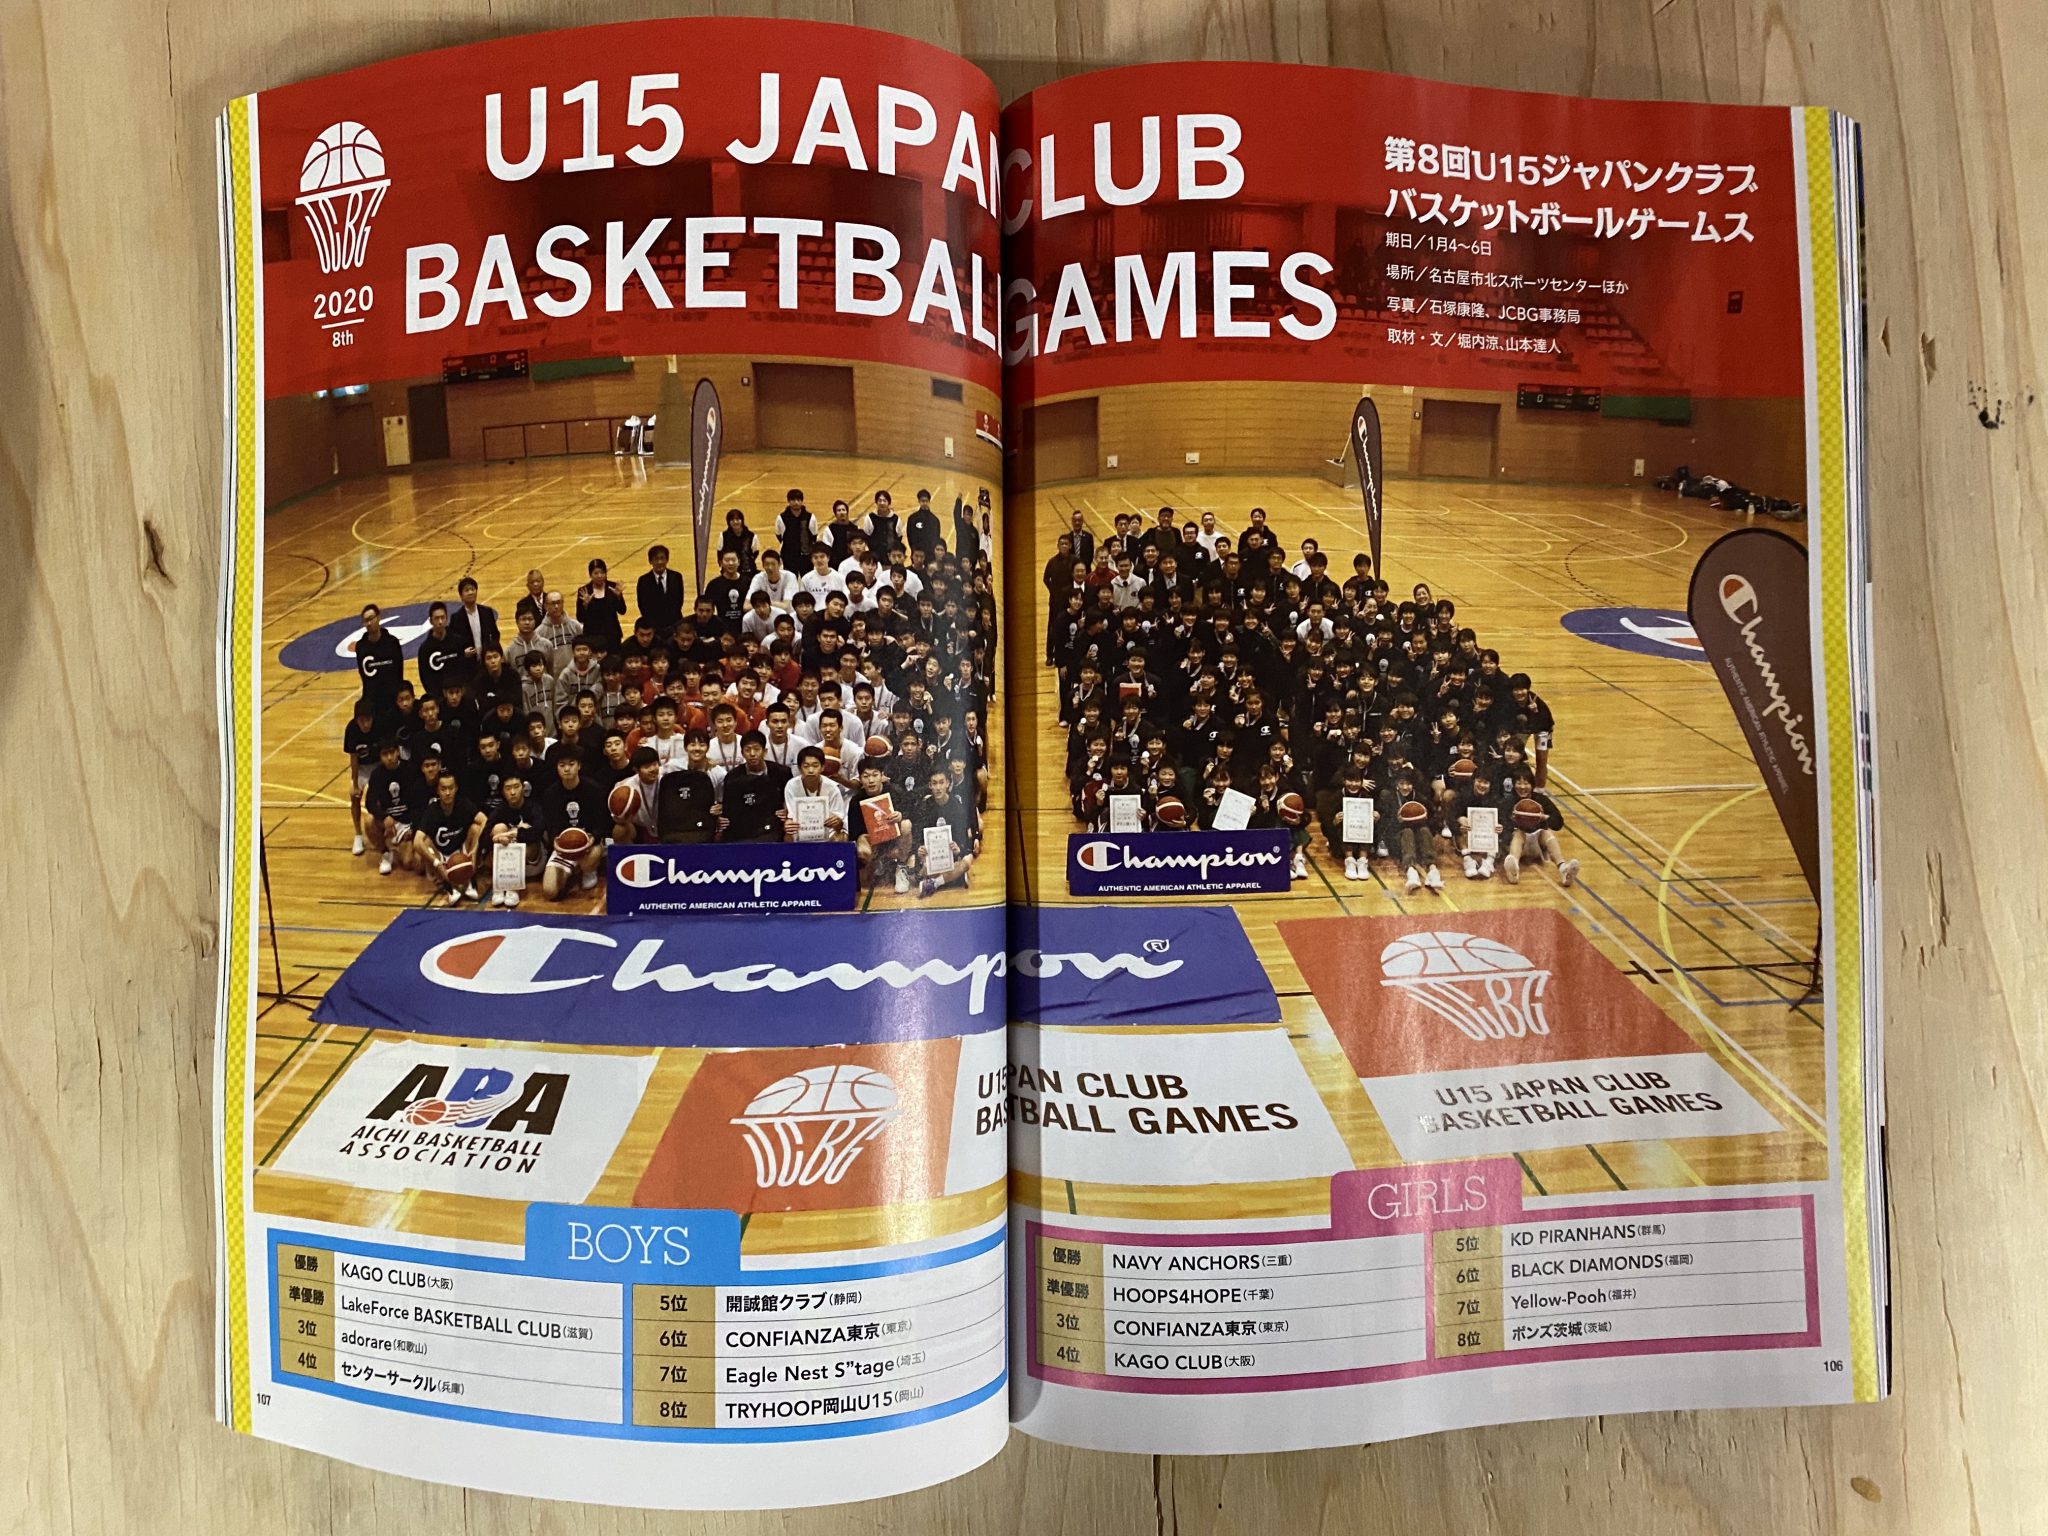 U15 JAPAN CLUB
BASKETBALL GAMES
JCBG
2020
8th
第8回U15ジャパンクラブ
バスケットボールゲームス
期日／1月4〜6日
場所／名古屋市北スポーツセンターほか
写真／石塚康隆、JCBG事務局
取材・文／堀内涼、山本達人
Champion
Champion
Champion
AUTHENTIC AMERICAN ATHLETIC APPAREL
Champion®
AUTHENTIC AMERICAN ATHLETIC APPAREL
Champion®
AUTHENTIC AMERICAN ATHLETIC APPAREL
Champion
ABA
AICHI BASKETBALL
ASSOCIATION
JCBG
U15 PAN CLUB
BAS TBALL GAMES
JCBG
U15 JAPAN CLUB
BASKETBALL GAMES
BOYS
優勝 KAGO CLUB(大阪)
準優勝 LakeForce BASKETBALL CLUB(滋賀)
3位 adorare(和歌山)
4位 センターサークル(兵庫)
5位 開誠館クラブ(静岡)
6位 CONFIANZA東京(東京)
7位 Eagle Nest S”tage(埼玉)
8位 TRYHOOP岡山U15(岡山)
107
GIRLS
優勝 NAVY ANCHORS(三重)
準優勝 HOOPS4HOPE(千葉)
3位 CONFIANZA東京(東京)
4位 KAGO CLUB(大阪)
5位 KD PIRANHANS(群馬)
6位 BLACK DIAMONDS(福岡)
7位 Yellow-Pooh(福井)
8位 ボンズ茨城(茨城)
106